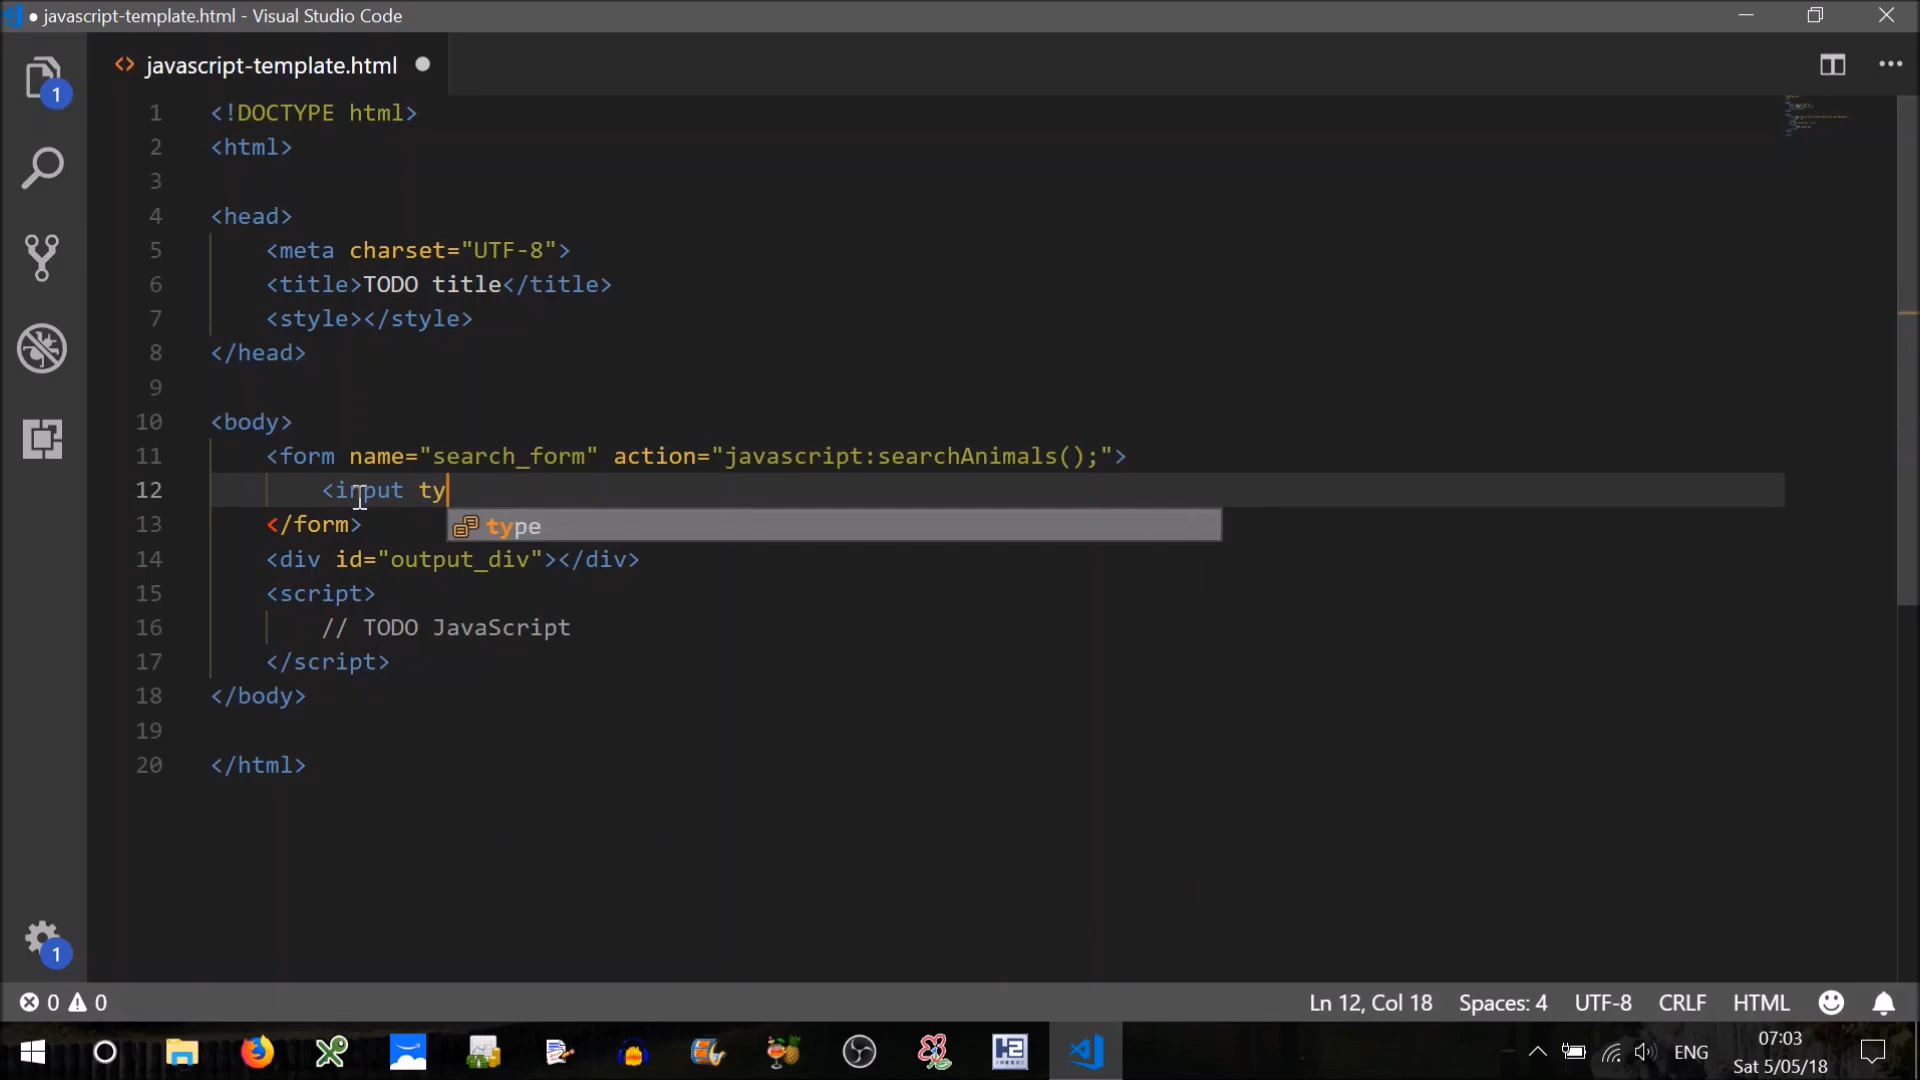 javascript-template.html - Visual Studio Code
javascript-template.html
1
1 <!DOCTYPE html>
2 <html>
3
4 <head>
5 <meta charset="UTF-8">
6 <title>TODO title</title>
7 <style></style>
8 </head>
9
10 <body>
11 <form name="search_form" action="javascript:searchAnimals();">
12 <input ty
type
13 </form>
14 <div id="output_div"></div>
15 <script>
16 // TODO JavaScript
17 </script>
18 </body>
19
20 </html>
1
0 0 Ln 12, Col 18 Spaces: 4 UTF-8 CRLF HTML
H2 ENG 07:03
Sat 5/05/18